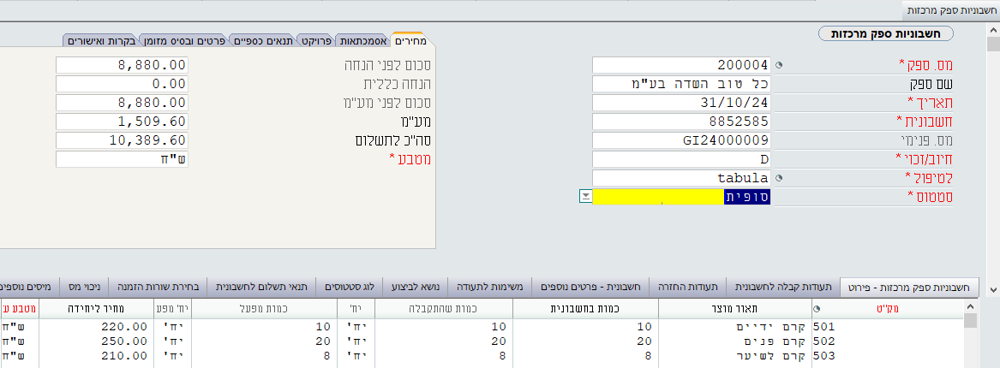 חשבוניות ספק מרכזות
חשבוניות ספק מרכזות
מס. ספק * 200004
שם ספק כל טוב השדה בע"מ
תאריך * 31/10/24
חשבונית * 8852585
מס. פנימי GI24000009
חיוב/זכוי * D
לטיפול * tabula
סטטוס * סופית
מחירים אסמכתאות פרויקט תנאים כספיים פרטים ובסיס מזומן בקרות ואישורים
סכום לפני הנחה 8,880.00
הנחה כללית 0.00
סכום לפני מע"מ 8,880.00
מע"מ 1,509.60
סה"כ לתשלום 10,389.60
מטבע * ש"ח
חשבוניות ספק מרכזות - פירוט תעודות קבלה לחשבונית תעודות החזרה חשבונית - פרטים נוספים משימות לתעודה נושא לביצוע לוג סטטוסים תנאי תשלום לחשבונית בחירת שורות הזמנה ניכוי מס מיסים נוספים
מק"ט תאור מוצר כמות בחשבונית כמות שהתקבלה יח' כמות מפעל יח' מפע מחיר ליחידה מטבע ש
501 קרם ידיים 10 10 יח' 10 יח' 220.00 ש"ח
502 קרם פנים 20 20 יח' 20 יח' 250.00 ש"ח
503 קרם לשיער 8 8 יח' 8 יח' 210.00 ש"ח